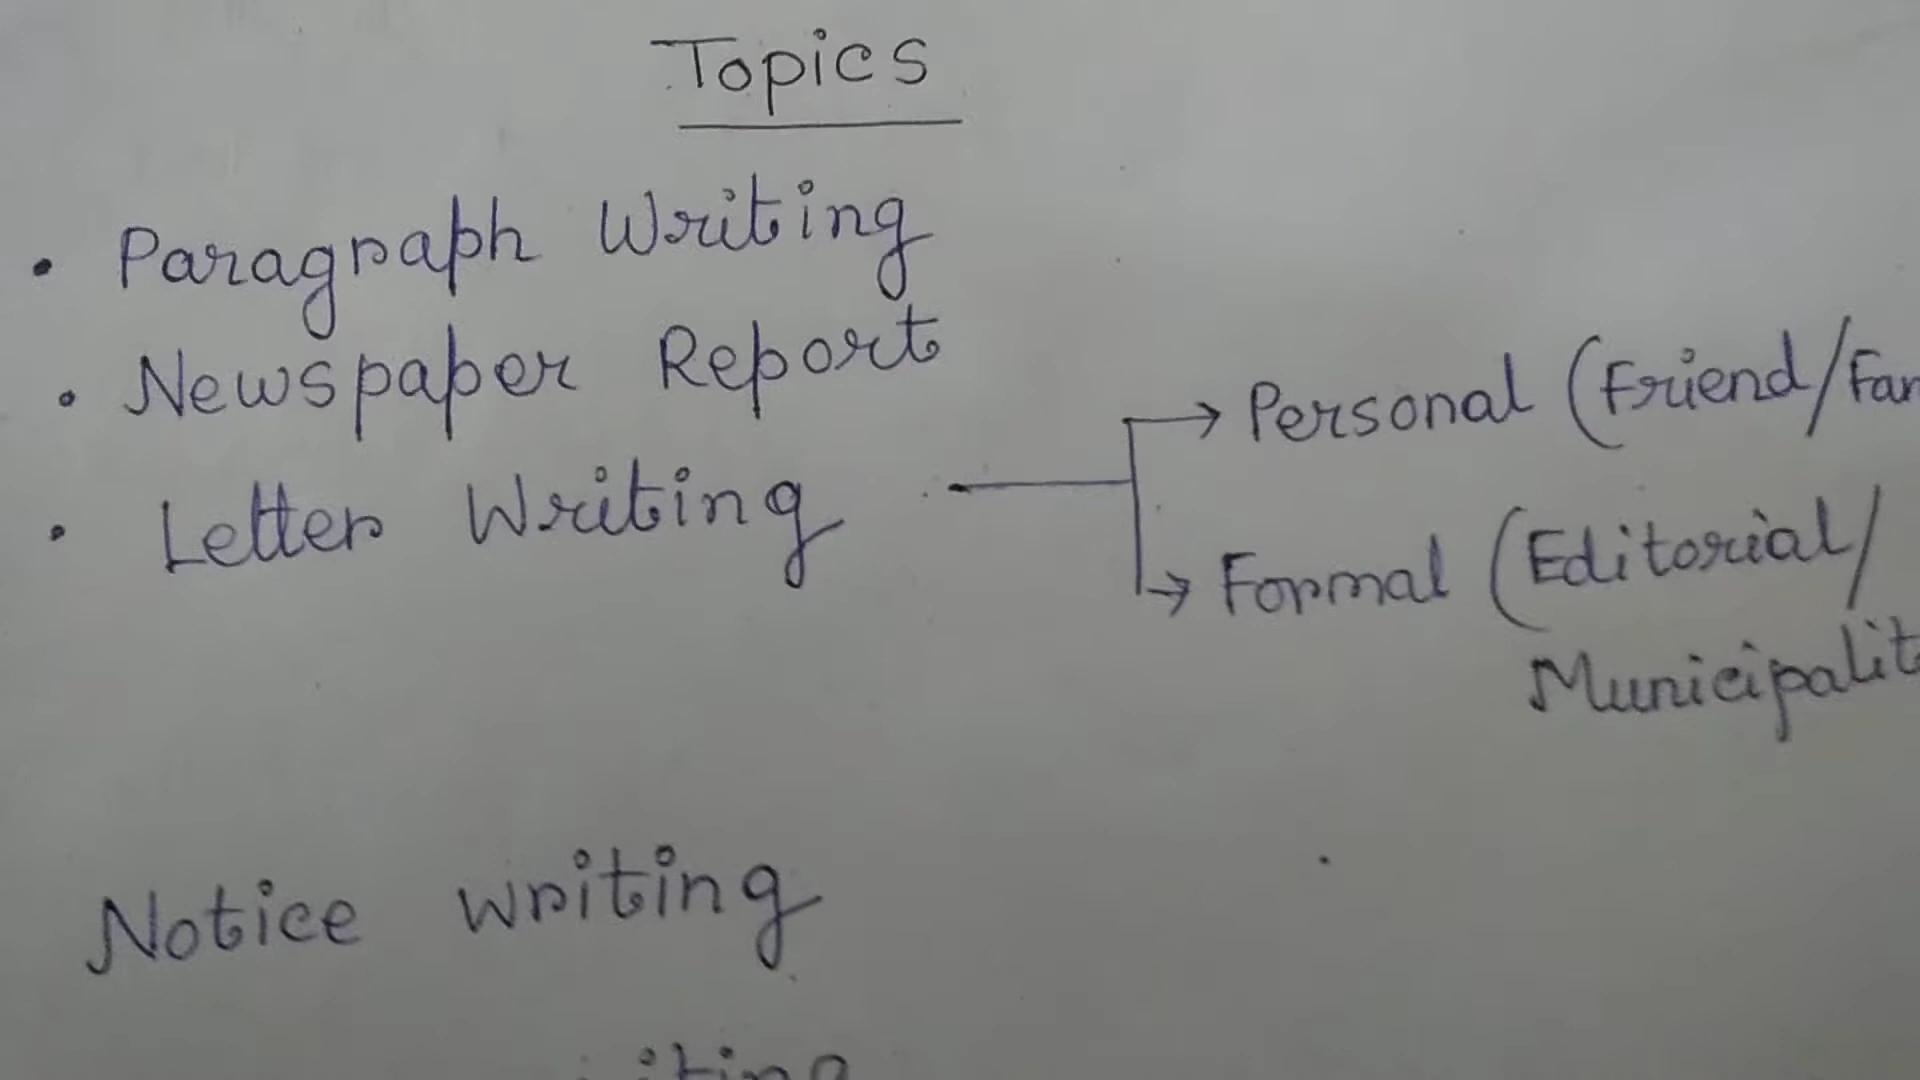 Topics
• Paragraph Writing
• Newspaper Report
• Letter Writing
→ Personal (Friend/
→ Formal (Editorial/
Notice writing